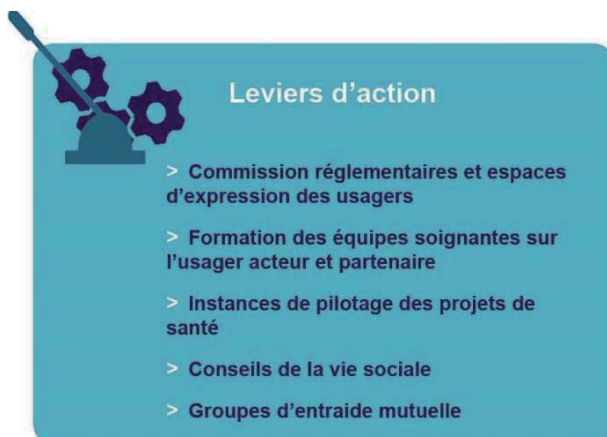 Leviers d'action
> Commission réglementaires et espaces
d'expression des usagers
> Formation des équipes soignantes sur
l'usager acteur et partenaire
> Instances de pilotage des projets de
santé
> Conseils de la vie sociale
> Groupes d'entraide mutuelle